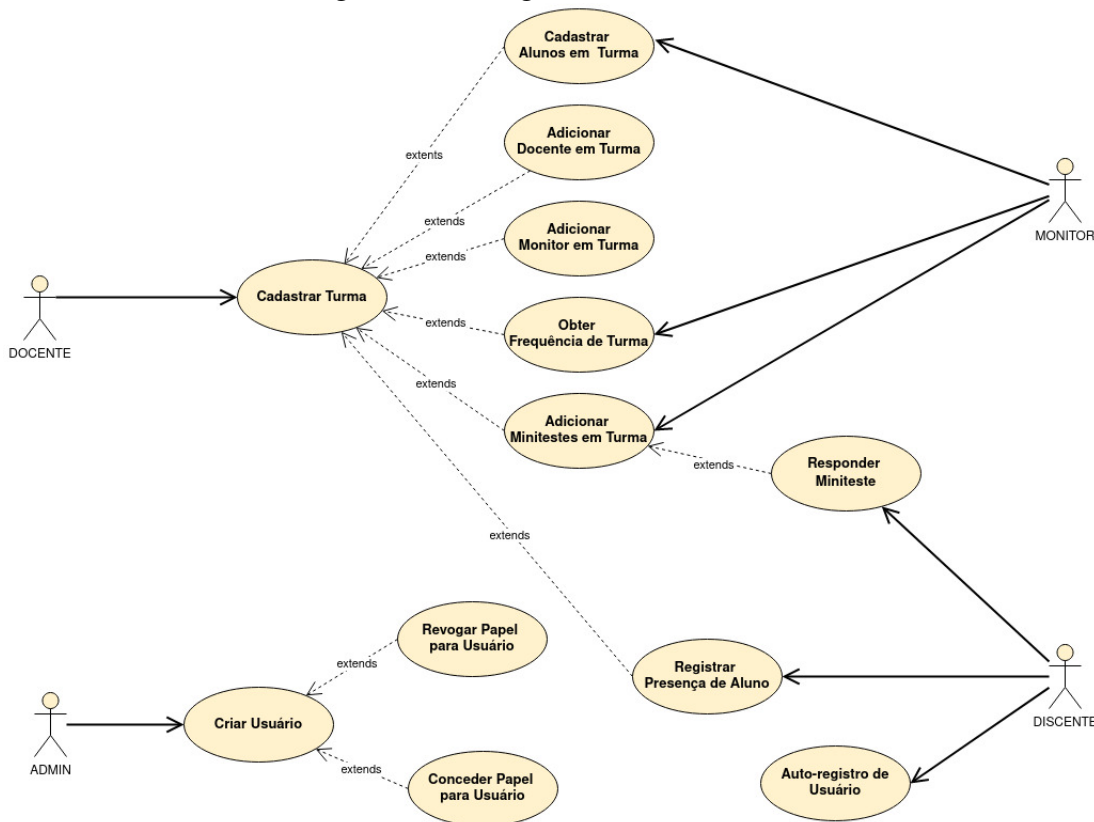 Cadastrar
Alunos em Turma
extents
Adicionar
Docente em Turma
extends
Adicionar
Monitor em Turma
extends
MONITOR
Cadastrar Turma
DOCENTE
Obter
Frequência de Turma
extends
extends
Adicionar
Minitestes em Turma
extends
Responder
Miniteste
extends
Revogar Papel
para Usuário
extends
Registrar
Presença de Aluno
Criar Usuário
ADMIN
DISCENTE
extends
Conceder Papel
para Usuário
Auto-registro de
Usuário